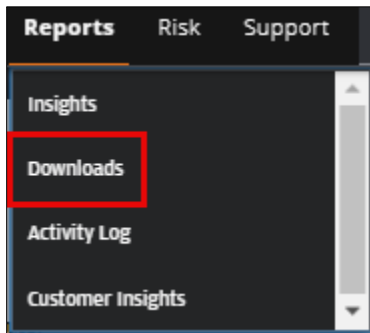 Reports Risk Support
Insights
Downloads
Activity Log
Customer Insights